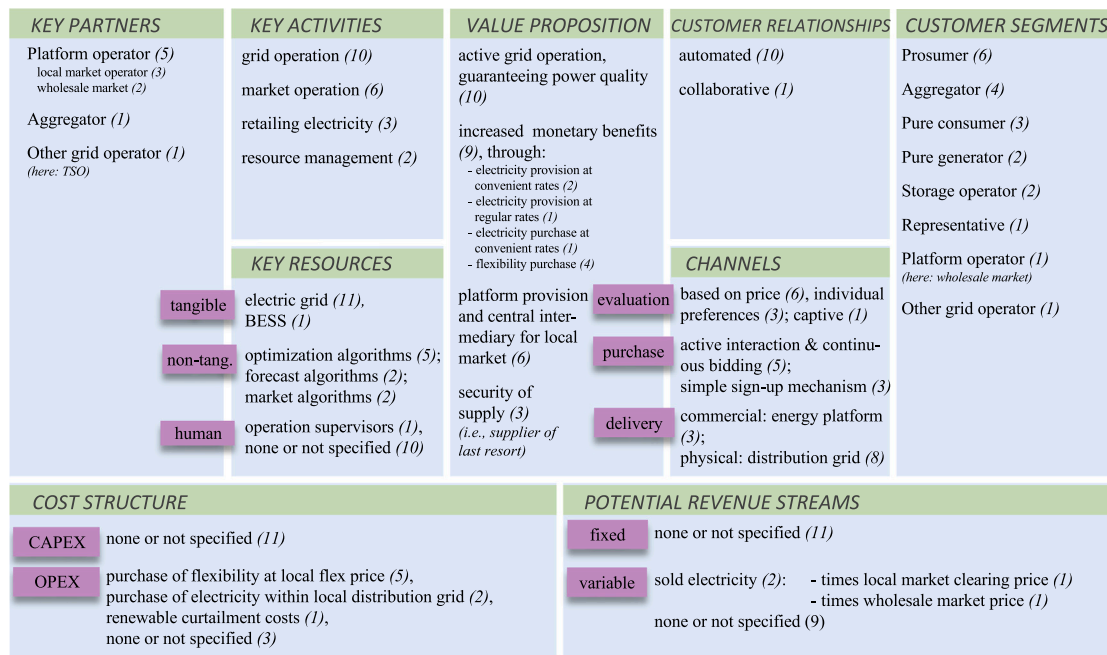 KEY PARTNERS
Platform operator (5)
local market operator (3)
wholesale market (2)
Aggregator (1)
Other grid operator (1)
(here: TSO)
KEY ACTIVITIES
grid operation (10)
market operation (6)
retailing electricity (3)
resource management (2)
KEY RESOURCES
tangible
electric grid (11),
BESS (1)
non-tang.
optimization algorithms (5);
forecast algorithms (2);
market algorithms (2)
human
operation supervisors (1),
none or not specified (10)
VALUE PROPOSITION
active grid operation,
guaranteeing power quality
(10)
increased monetary benefits
(9), through:
- electricity provision at
convenient rates (2)
- electricity provision at
regular rates (1)
- electricity purchase at
convenient rates (1)
- flexibility purchase (4)
platform provision
and central inter-
mediary for local
market (6)
security of
supply (3)
(i.e., supplier of
last resort)
CUSTOMER RELATIONSHIPS
automated (10)
collaborative (1)
CHANNELS
evaluation
based on price (6), individual
preferences (3); captive (1)
purchase
active interaction & continu-
ous bidding (5);
simple sign-up mechanism (3)
delivery
commercial: energy platform
(3);
physical: distribution grid (8)
CUSTOMER SEGMENTS
Prosumer (6)
Aggregator (4)
Pure consumer (3)
Pure generator (2)
Storage operator (2)
Representative (1)
Platform operator (1)
(here: wholesale market)
Other grid operator (1)
COST STRUCTURE
CAPEX
none or not specified (11)
OPEX
purchase of flexibility at local flex price (5),
purchase of electricity within local distribution grid (2),
renewable curtailment costs (1),
none or not specified (3)
POTENTIAL REVENUE STREAMS
fixed
none or not specified (11)
variable
sold electricity (2): - times local market clearing price (1)
- times wholesale market price (1)
none or not specified (9)